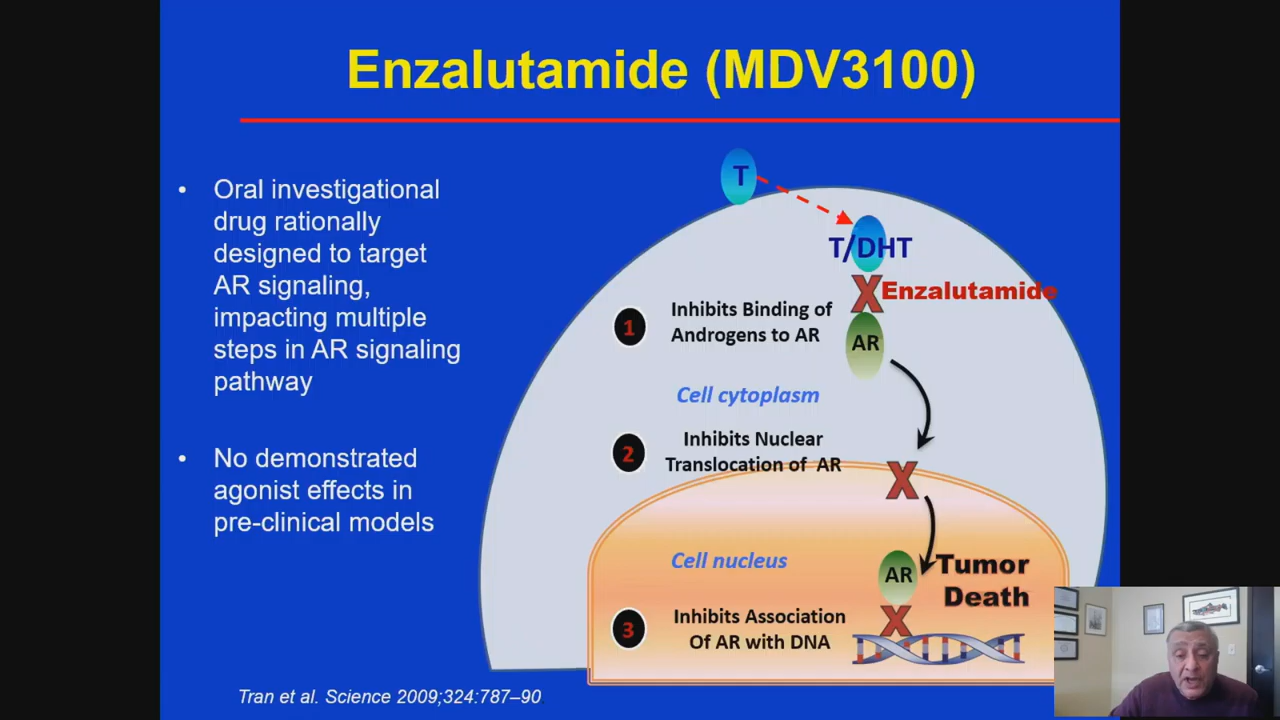 Enzalutamide (MDV3100)
• Oral investigational
drug rationally
designed to target
AR signaling,
impacting multiple
steps in AR signaling
pathway
• No demonstrated
agonist effects in
pre-clinical models
T
T/DHT
Enzalutamide
1
Inhibits Binding of
Androgens to AR
AR
Cell cytoplasm
2
Inhibits Nuclear
Translocation of AR
Cell nucleus
AR
Tumor
Death
3
Inhibits Association
Of AR with DNA
Tran et al. Science 2009;324:787–90